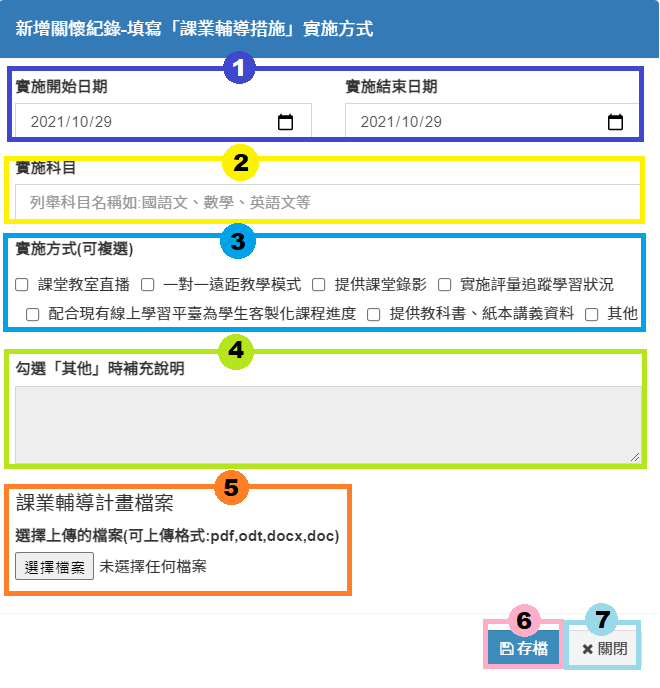 新增關懷紀錄-填寫「課業輔導措施」實施方式
1
實施開始日期 實施結束日期
2021/10/29 2021/10/29
2
實施科目
列舉科目名稱如:國語文、數學、英語文等
3
實施方式(可複選)
課堂教室直播 一對一遠距教學模式 提供課堂錄影 實施評量追蹤學習狀況
配合現有線上學習平臺為學生客製化課程進度 提供教科書、紙本講義資料 其他
4
勾選「其他」時補充說明
5
課業輔導計畫檔案
選擇上傳的檔案(可上傳格式:pdf,odt,docx,doc)
選擇檔案 未選擇任何檔案
6 7
存檔 關閉